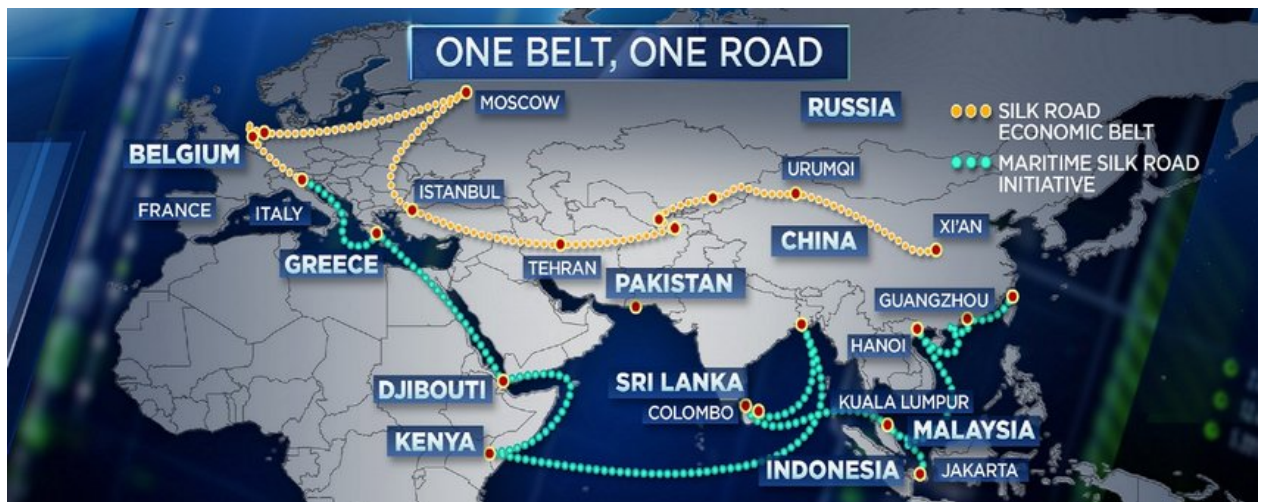 ONE BELT, ONE ROAD
MOSCOW
RUSSIA
SILK ROAD
ECONOMIC BELT
MARITIME SILK ROAD
INITIATIVE
BELGIUM
URUMQI
ISTANBUL
FRANCE
ITALY
XI'AN
CHINA
GREECE
TEHRAN
PAKISTAN
GUANGZHOU
HANOI
DJIBOUTI
SRI LANKA
COLOMBO
KUALA LUMPUR
KENYA
MALAYSIA
INDONESIA
JAKARTA